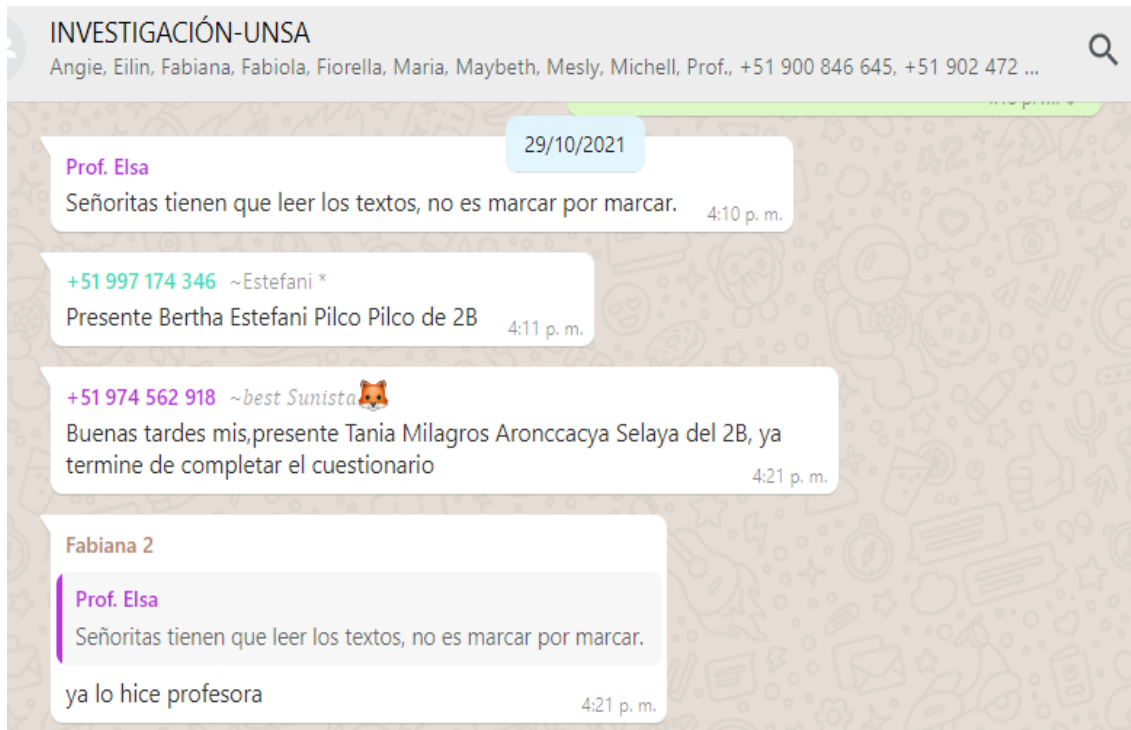 INVESTIGACIÓN-UNSA
Angie, Eilin, Fabiana, Fabiola, Fiorella, Maria, Maybeth, Mesly, Michell, Prof., +51 900 846 645, +51 902 472 ...
29/10/2021
Prof. Elsa
Señoritas tienen que leer los textos, no es marcar por marcar. 4:10 p. m.
+51 997 174 346 ~Estefani *
Presente Bertha Estefani Pilco Pilco de 2B 4:11 p. m.
+51 974 562 918 ~best Sunista🦊
Buenas tardes mis,presente Tania Milagros Aronccacya Selaya del 2B, ya
termine de completar el cuestionario 4:21 p. m.
Fabiana 2
Prof. Elsa
Señoritas tienen que leer los textos, no es marcar por marcar.
ya lo hice profesora 4:21 p. m.